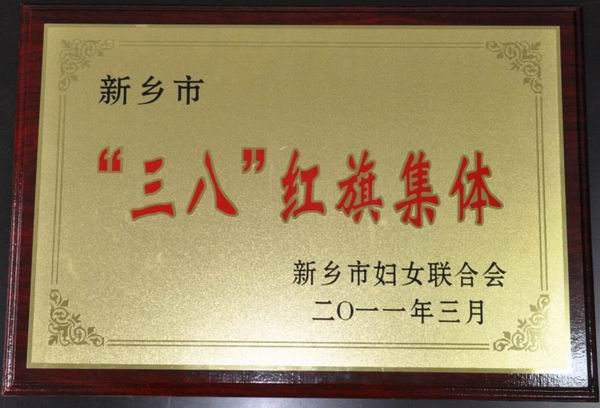 新乡市
“三八”红旗集体
新乡市妇女联合会
二〇一一年三月